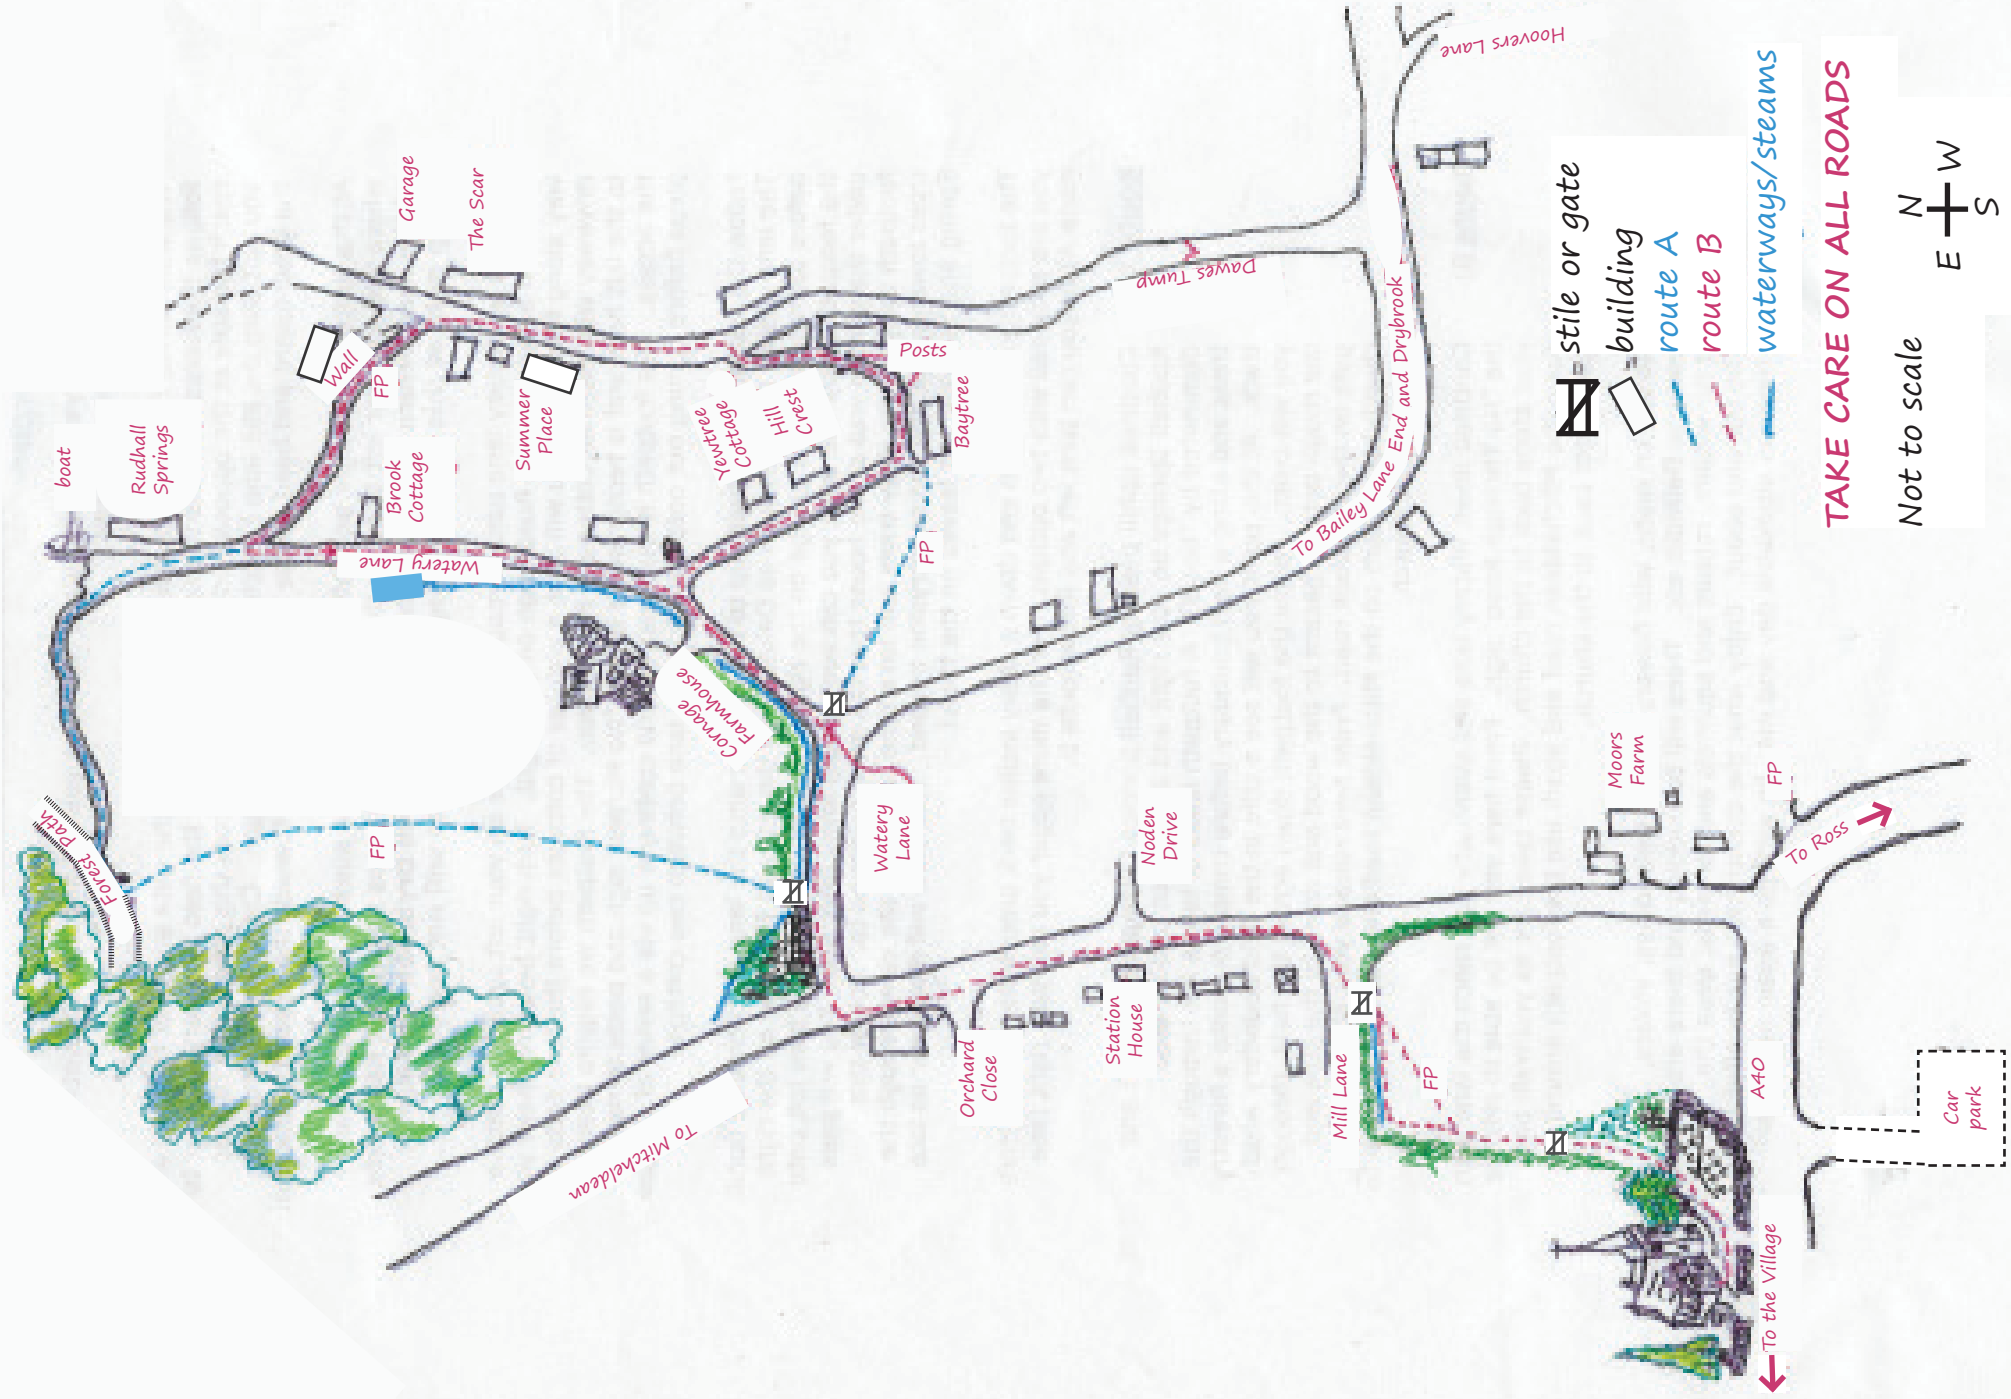 boat
Rudhall
Springs
Garage
The Scar
Wall
FP
Summer
Place
Brook
Cottage
Watery Lane
Yewtree
Cottage
Hill
Crest
Posts
Baytree
FP
Dawes Tump
Hoovers Lane
To Bailey Lane End and Drybrook
Cornage
Farmhouse
Forest Path
FP
Watery
Lane
Noden
Drive
Orchard
Close
Station
House
To Mitcheldean
Mill Lane
FP
Moors
Farm
FP
To Ross
A40
Car
park
To the Village
stile or gate
building
route A
route B
waterways/steams
TAKE CARE ON ALL ROADS
Not to scale
N
E
W
S